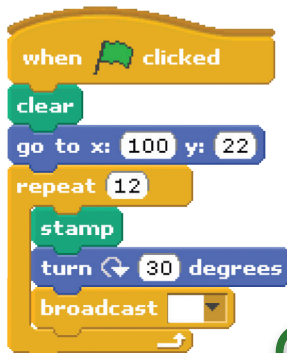 when clicked
clear
go to x: 100 y: 22
repeat 12
stamp
turn 30 degrees
broadcast